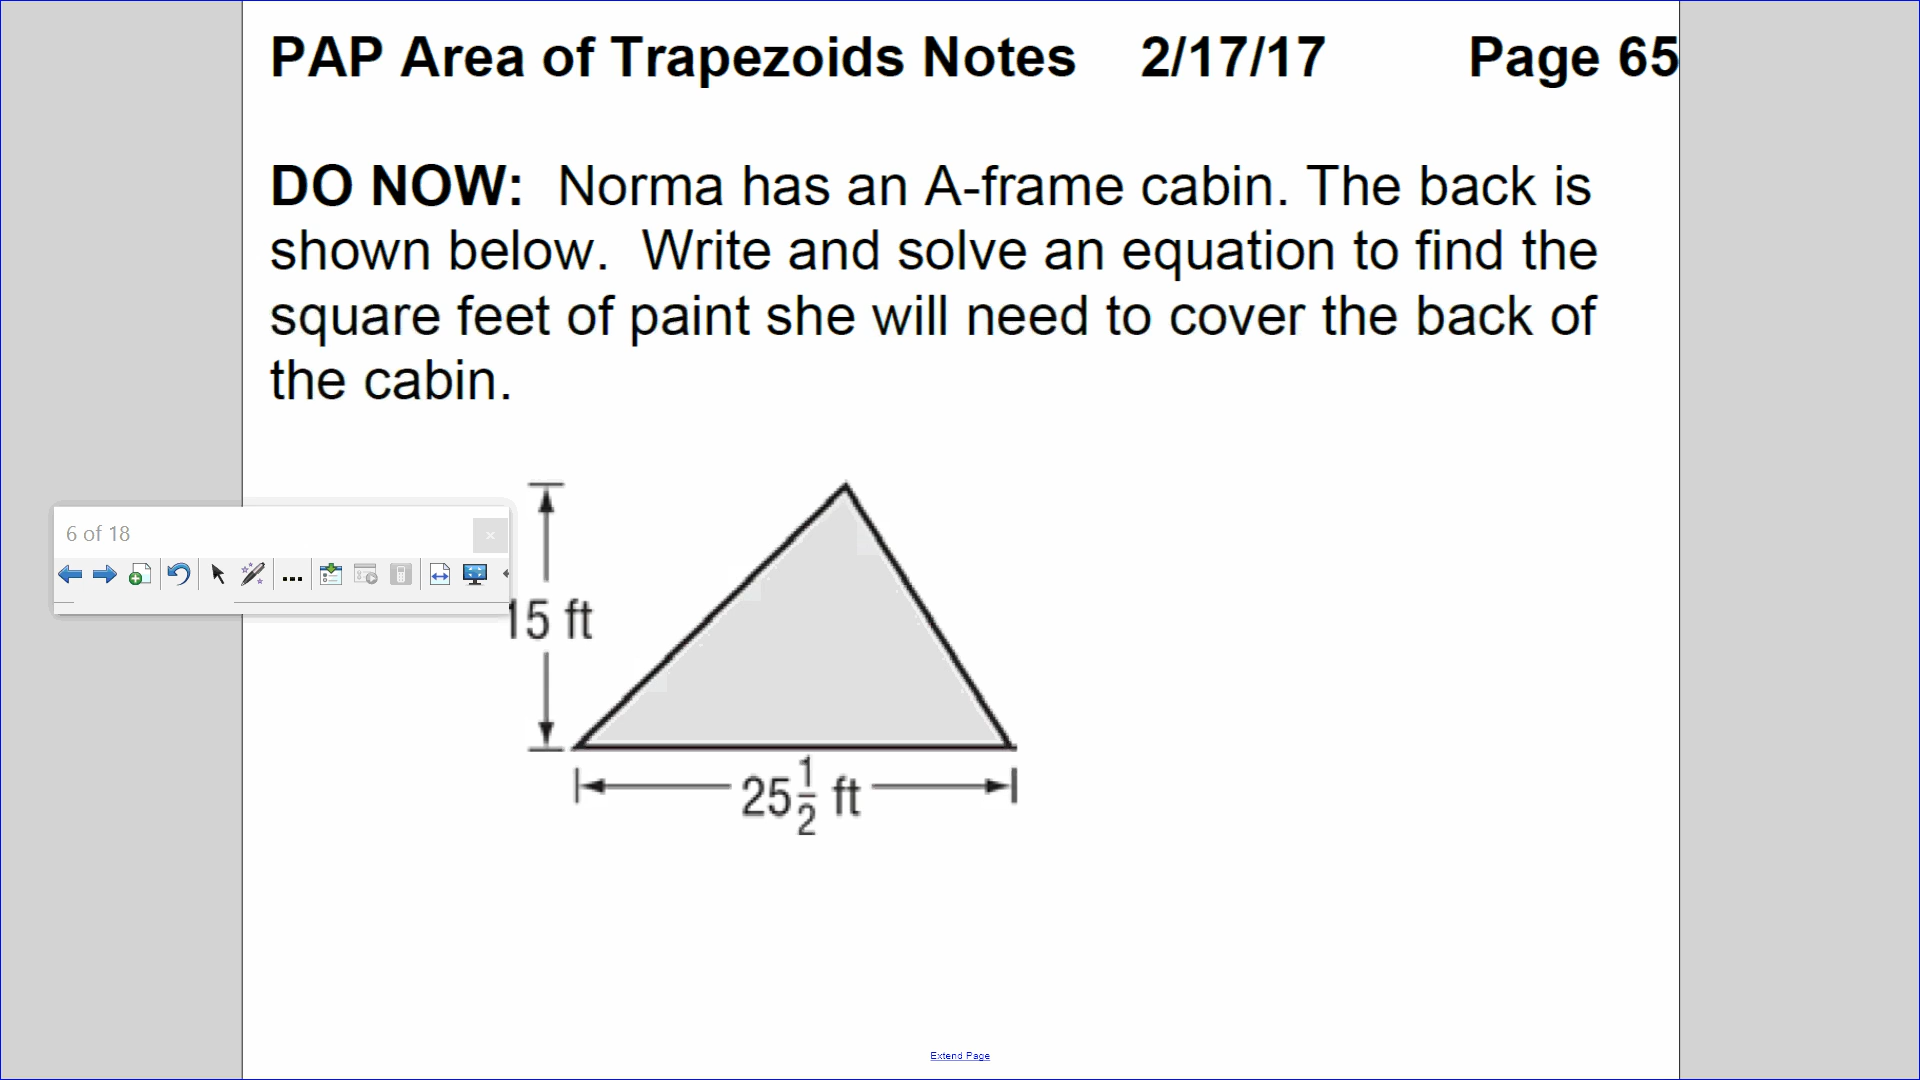 PAP Area of Trapezoids Notes 2/17/17 Page 65
DO NOW: Norma has an A-frame cabin. The back is
shown below. Write and solve an equation to find the
square feet of paint she will need to cover the back of
the cabin.
6 of 18
15 ft
25 1/2 ft
Extend Page